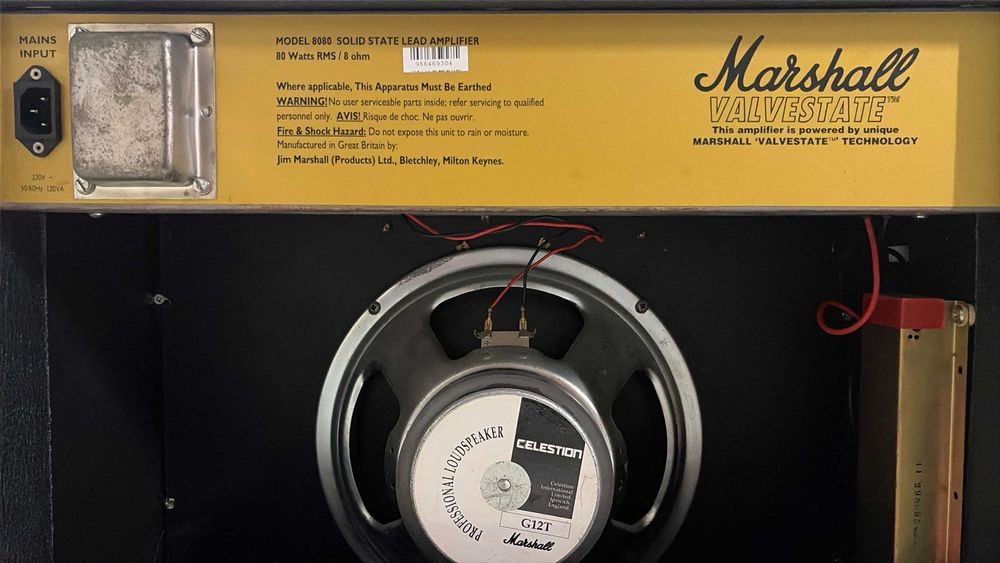 MAINS
INPUT
230V ~
50/60Hz 120VA
MODEL 8080 SOLID STATE LEAD AMPLIFIER
80 Watts RMS / 8 ohm
966469304
Where applicable, This Apparatus Must Be Earthed
WARNING! No user serviceable parts inside; refer servicing to qualified
personnel only. AVIS! Risque de choc. Ne pas ouvrir.
Fire & Shock Hazard: Do not expose this unit to rain or moisture.
Manufactured in Great Britain by:
Jim Marshall (Products) Ltd., Bletchley, Milton Keynes.
Marshall
VALVESTATE™
This amplifier is powered by unique
MARSHALL 'VALVESTATE™' TECHNOLOGY
PROFESSIONAL LOUDSPEAKER
CELESTION
Celestion
International
Limited.
Ipswich,
England.
G12T
Marshall